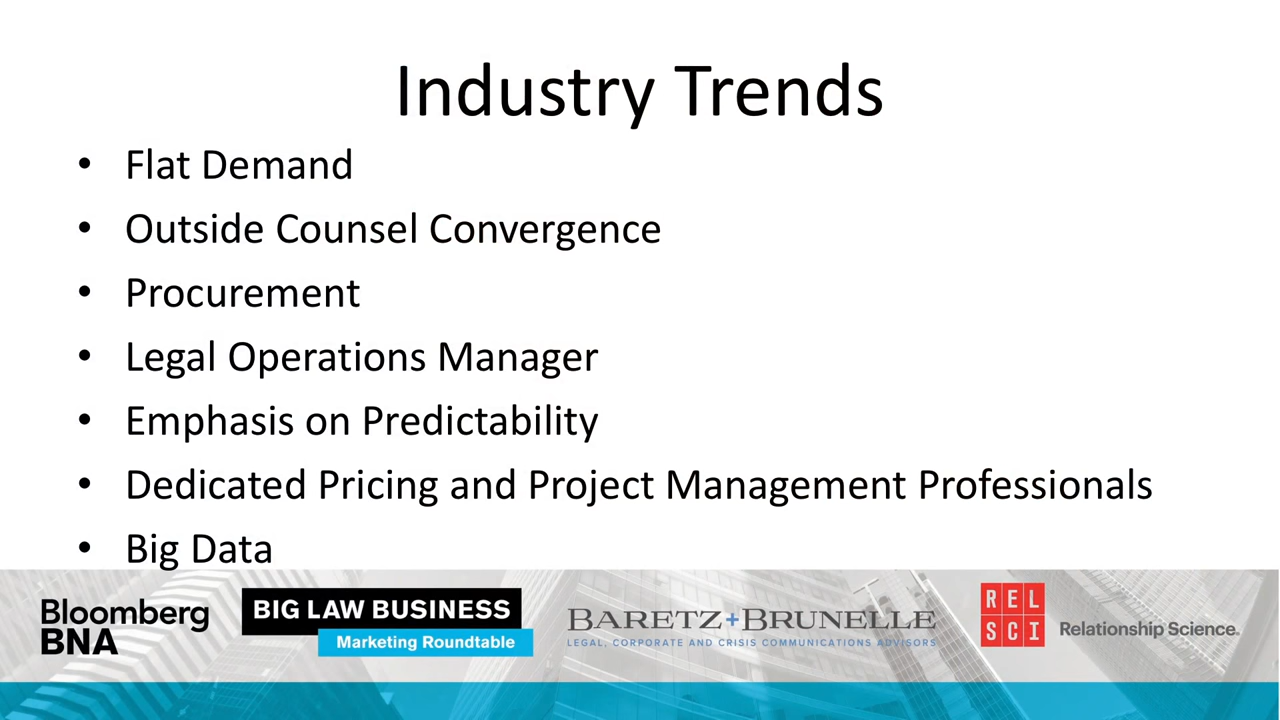 Industry Trends
• Flat Demand
• Outside Counsel Convergence
• Procurement
• Legal Operations Manager
• Emphasis on Predictability
• Dedicated Pricing and Project Management Professionals
• Big Data
Bloomberg
BNA
BIG LAW BUSINESS
Marketing Roundtable
BARETZ+BRUNELLE
LEGAL, CORPORATE AND CRISIS COMMUNICATIONS ADVISORS
REL
SCI
Relationship Science.